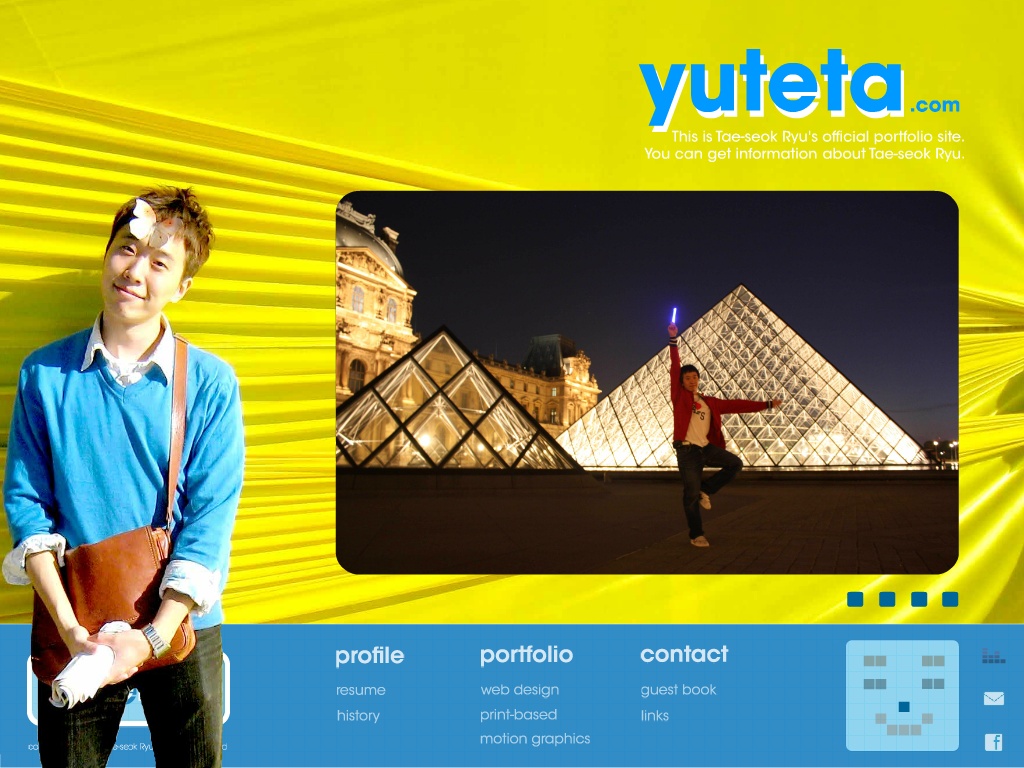 yuteta.com
This is Tae-seok Ryu's official portfolio site.
You can get information about Tae-seok Ryu.
profile
resume
history
portfolio
web design
print-based
motion graphics
contact
guest book
links